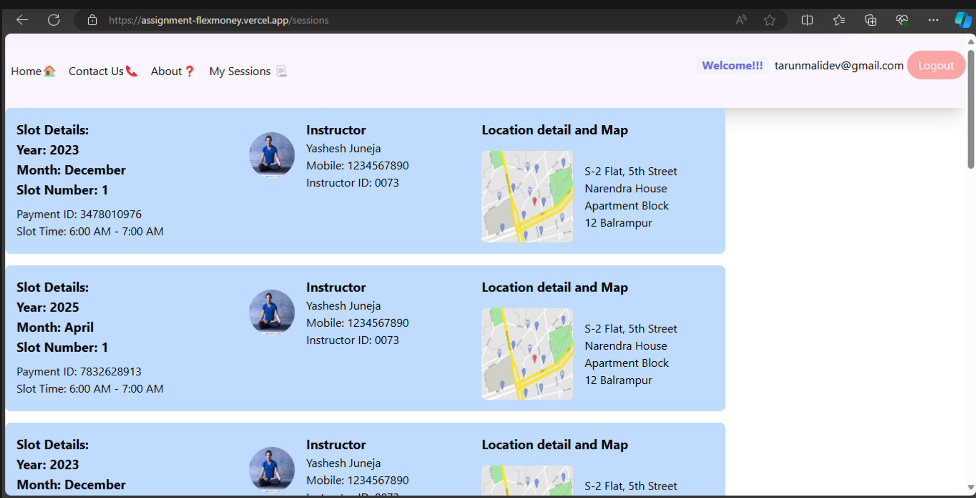 https://assignment-flexmoney.vercel.app/sessions
Home Contact Us About My Sessions
Welcome!!! tarunmalidev@gmail.com Logout
Slot Details:
Year: 2023
Month: December
Slot Number: 1
Payment ID: 3478010976
Slot Time: 6:00 AM - 7:00 AM
Instructor
Yashesh Juneja
Mobile: 1234567890
Instructor ID: 0073
Location detail and Map
S-2 Flat, 5th Street
Narendra House
Apartment Block
12 Balrampur
Slot Details:
Year: 2025
Month: April
Slot Number: 1
Payment ID: 7832628913
Slot Time: 6:00 AM - 7:00 AM
Instructor
Yashesh Juneja
Mobile: 1234567890
Instructor ID: 0073
Location detail and Map
S-2 Flat, 5th Street
Narendra House
Apartment Block
12 Balrampur
Slot Details:
Year: 2023
Month: December
Instructor
Yashesh Juneja
Mobile: 1234567890
Instructor ID: 0073
Location detail and Map
S-2 Flat, 5th Street